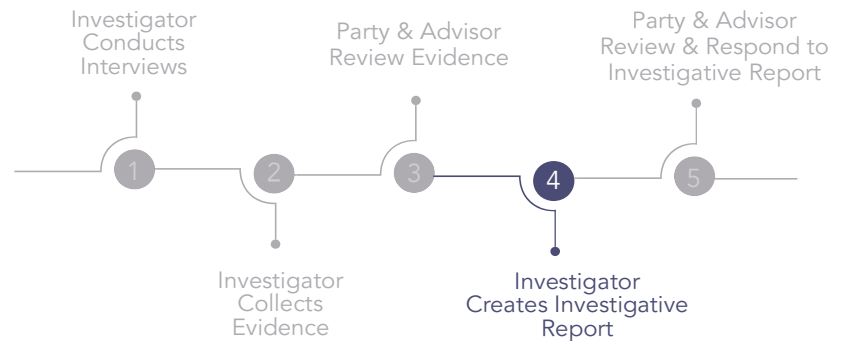 Investigator
Conducts
Interviews
1
Investigator
Collects
Evidence
2
Party & Advisor
Review Evidence
3
Investigator
Creates Investigative
Report
4
Party & Advisor
Review & Respond to
Investigative Report
5